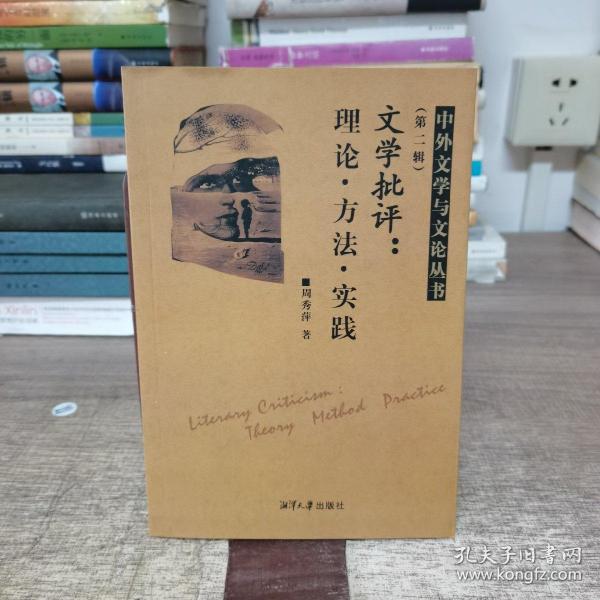 中外文学与文论丛书
（第二辑）
文学批评：
理论·方法·实践
■周秀萍 著
Literary Criticism:
Theory Method Practice
湘潭大学出版社
孔夫子旧书网
www.kongfz.com